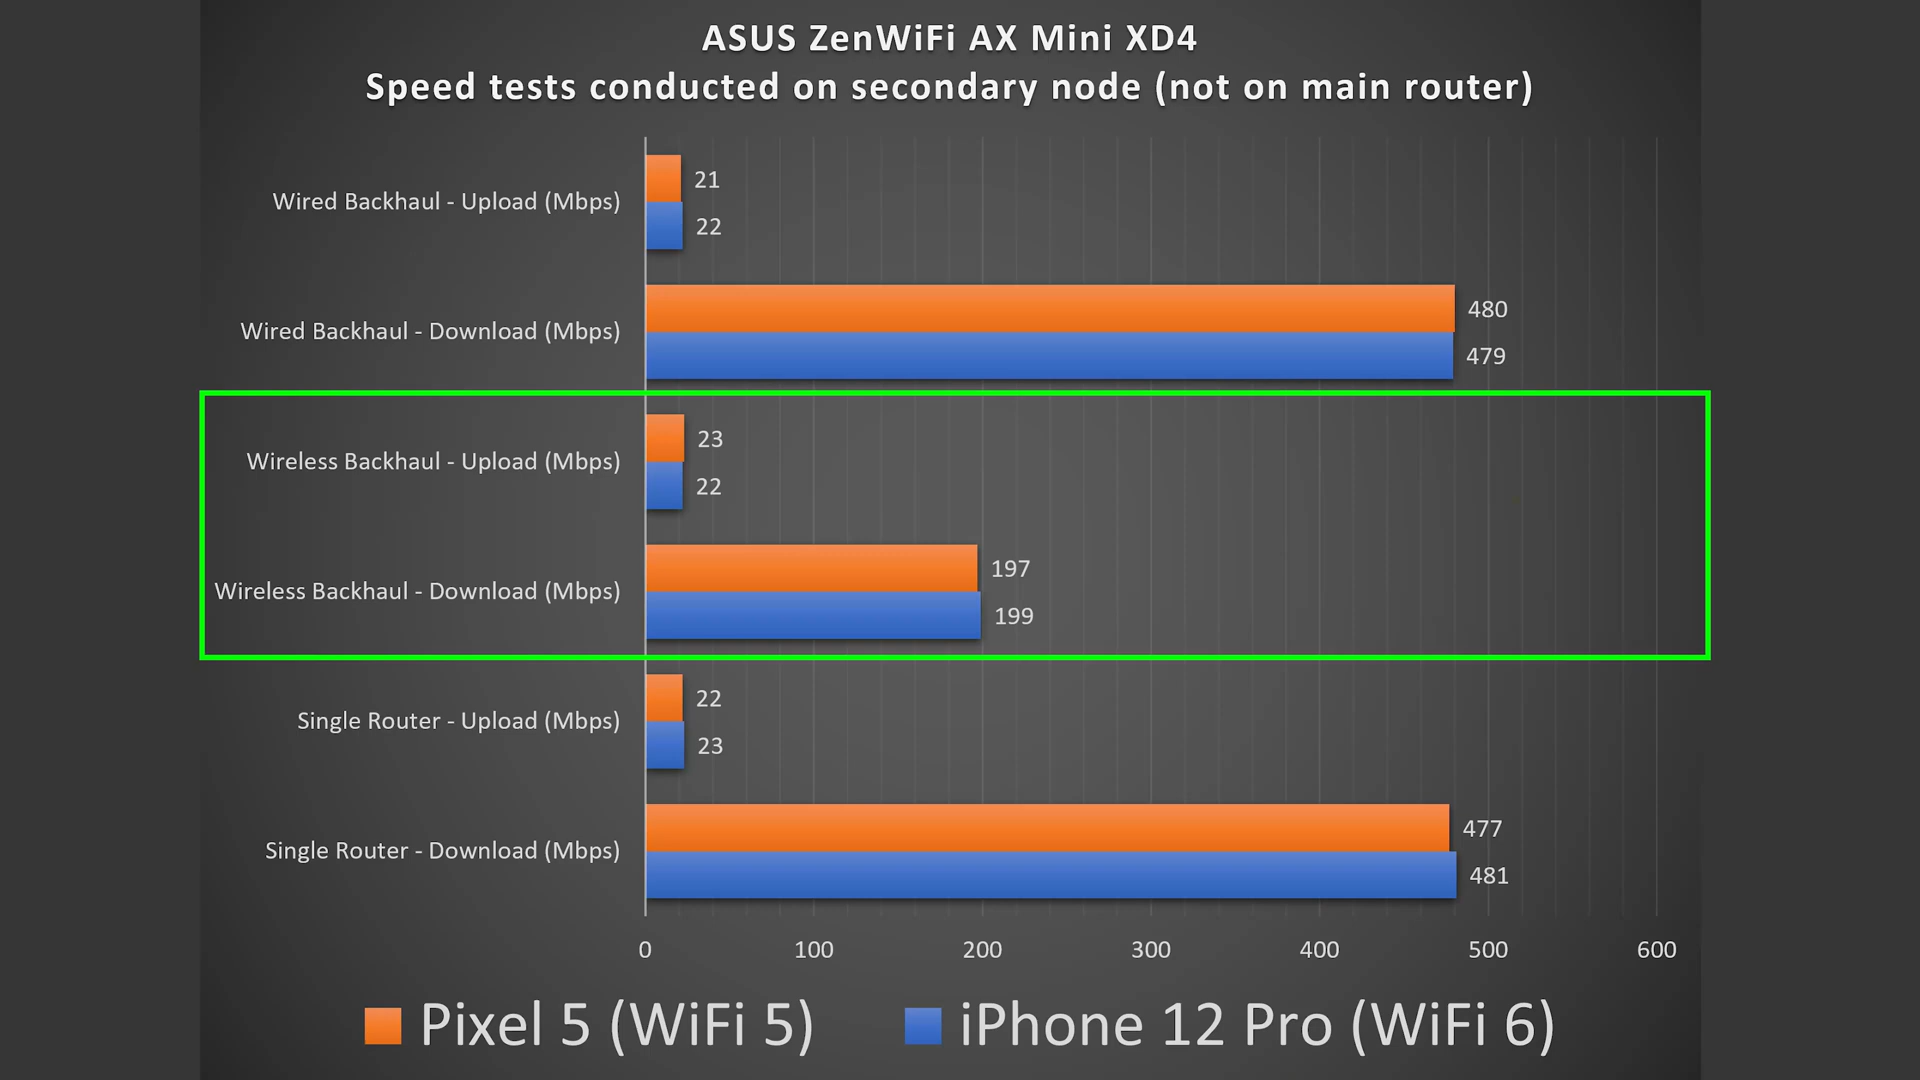 ASUS ZenWiFi AX Mini XD4
Speed tests conducted on secondary node (not on main router)
Wired Backhaul - Upload (Mbps)
21
22
Wired Backhaul - Download (Mbps)
480
479
Wireless Backhaul - Upload (Mbps)
23
22
Wireless Backhaul - Download (Mbps)
197
199
Single Router - Upload (Mbps)
22
23
Single Router - Download (Mbps)
477
481
0 100 200 300 400 500 600
Pixel 5 (WiFi 5) iPhone 12 Pro (WiFi 6)